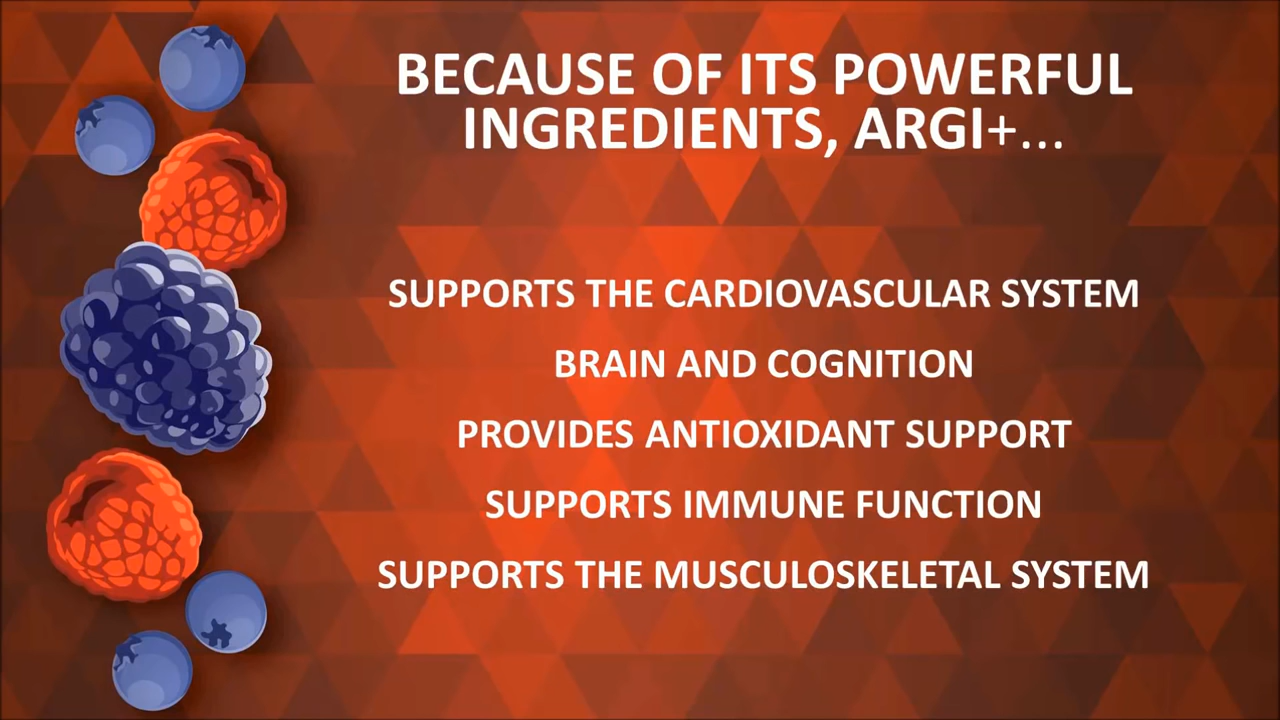 BECAUSE OF ITS POWERFUL
INGREDIENTS, ARGI+...
SUPPORTS THE CARDIOVASCULAR SYSTEM
BRAIN AND COGNITION
PROVIDES ANTIOXIDANT SUPPORT
SUPPORTS IMMUNE FUNCTION
SUPPORTS THE MUSCULOSKELETAL SYSTEM